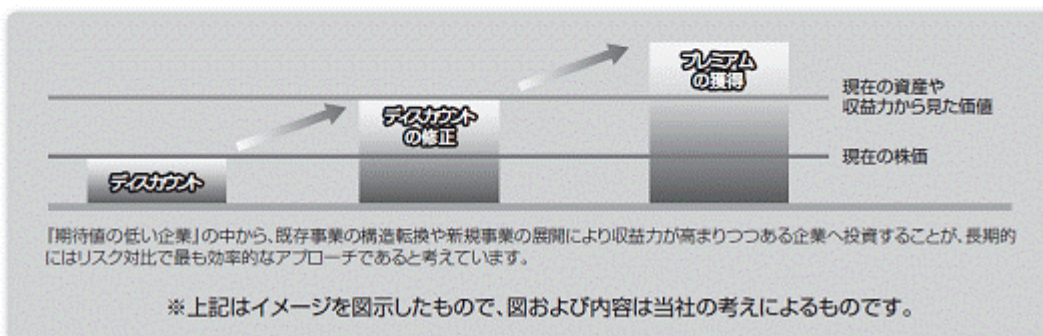 プレミアム
の獲得
現在の資産や
収益力から見た価値
ディスカウント
の修正
現在の株価
ディスカウント
『期待値の低い企業』の中から、既存事業の構造転換や新規事業の展開により収益力が高まりつつある企業へ投資することが、長期的
にはリスク対比で最も効率的なアプローチであると考えています。
※上記はイメージを図示したもので、図および内容は当社の考えによるものです。